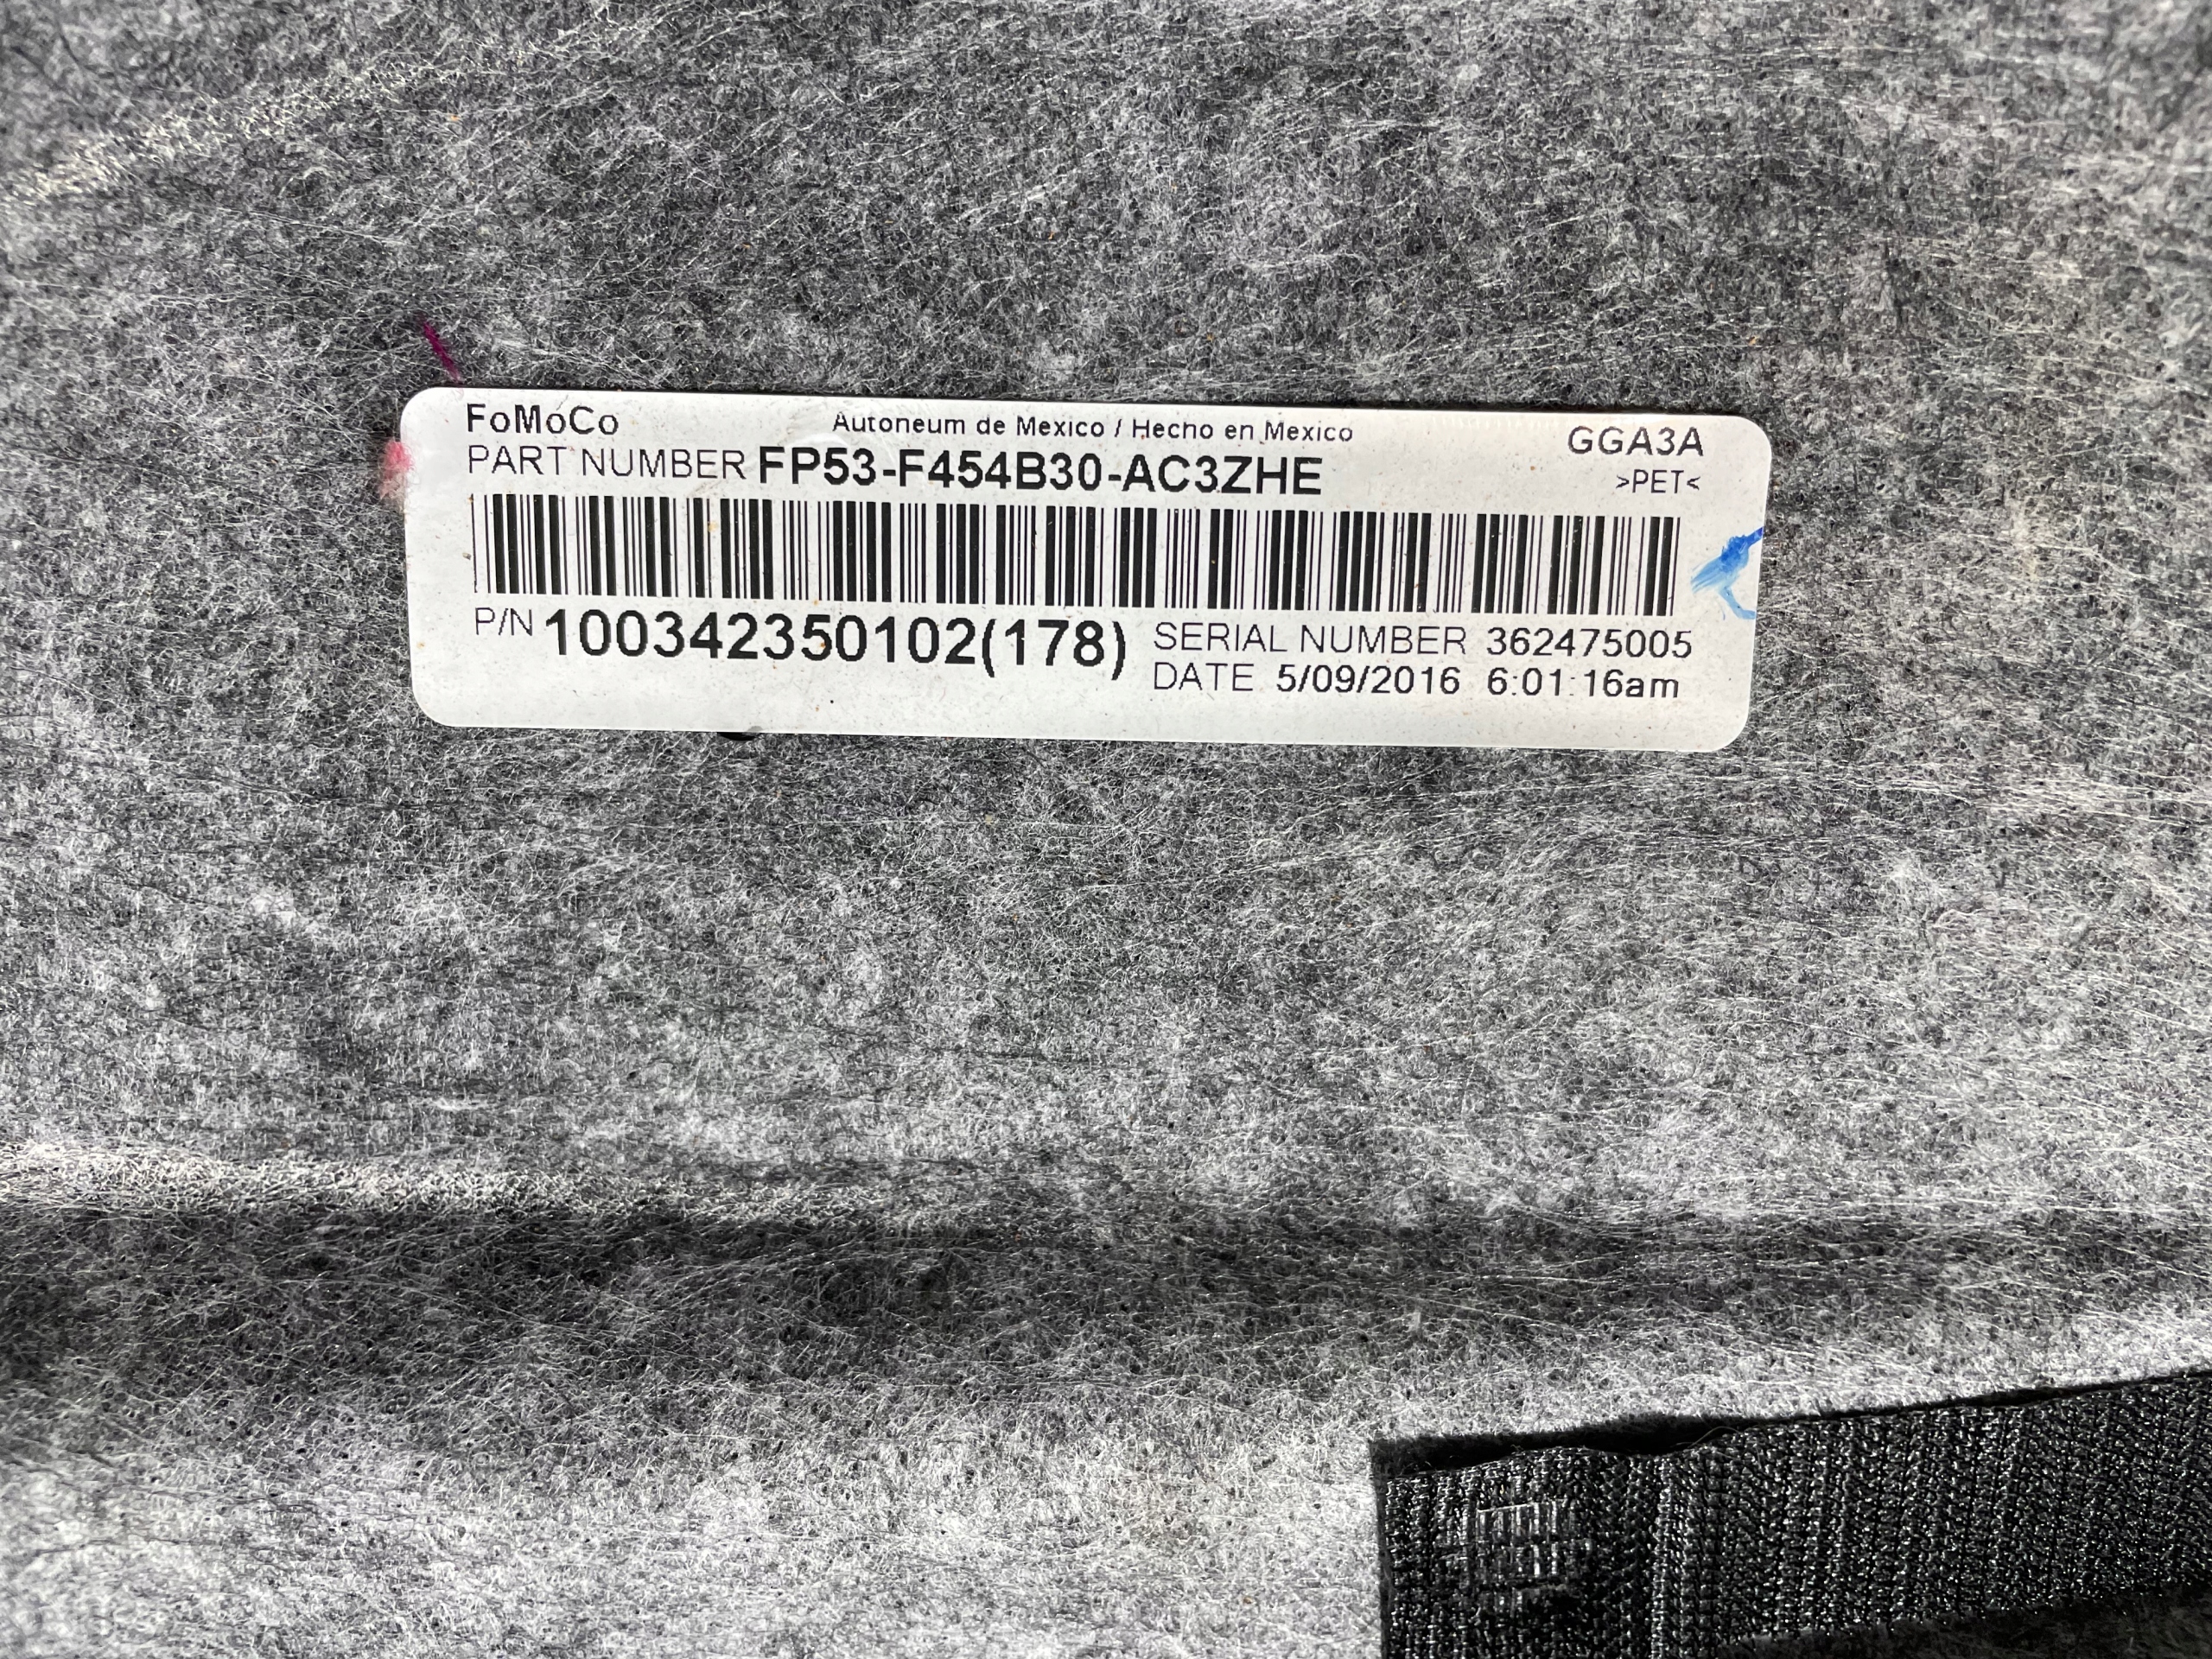 FoMoCo Autoneum de Mexico / Hecho en Mexico GGA3A
PART NUMBER FP53-F454B30-AC3ZHE >PET<
P/N 100342350102(178) SERIAL NUMBER 362475005
DATE 5/09/2016 6:01:16am